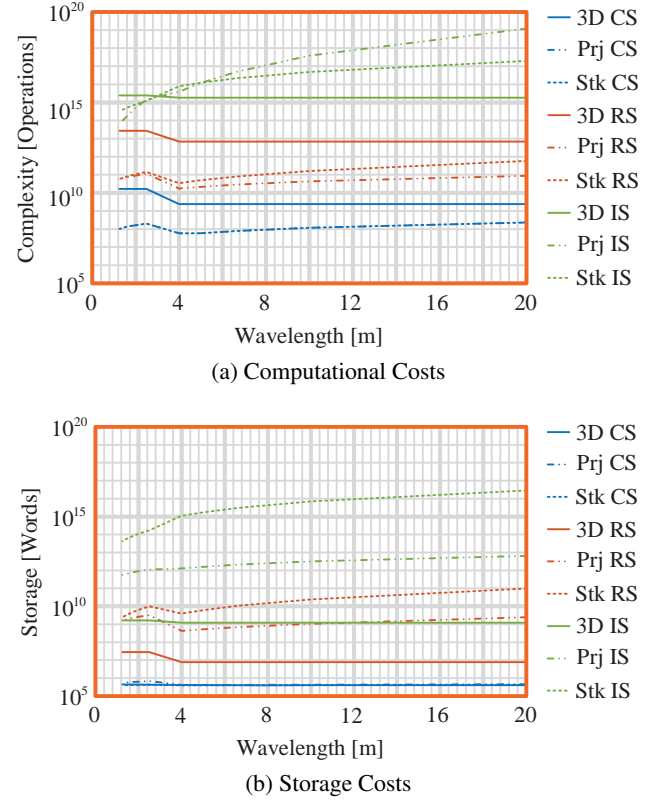 10^20
10^15
10^10
10^5
Complexity [Operations]
0 4 8 12 16 20
Wavelength [m]
3D CS
Prj CS
Stk CS
3D RS
Prj RS
Stk RS
3D IS
Prj IS
Stk IS
(a) Computational Costs
10^20
10^15
10^10
10^5
Storage [Words]
0 4 8 12 16 20
Wavelength [m]
3D CS
Prj CS
Stk CS
3D RS
Prj RS
Stk RS
3D IS
Prj IS
Stk IS
(b) Storage Costs